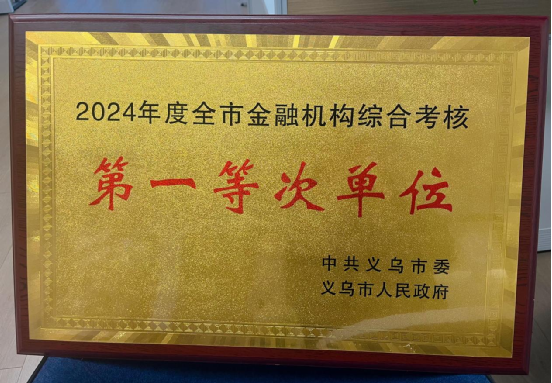 2024年度全市金融机构综合考核
第一等次单位
中共义乌市委
义乌市人民政府